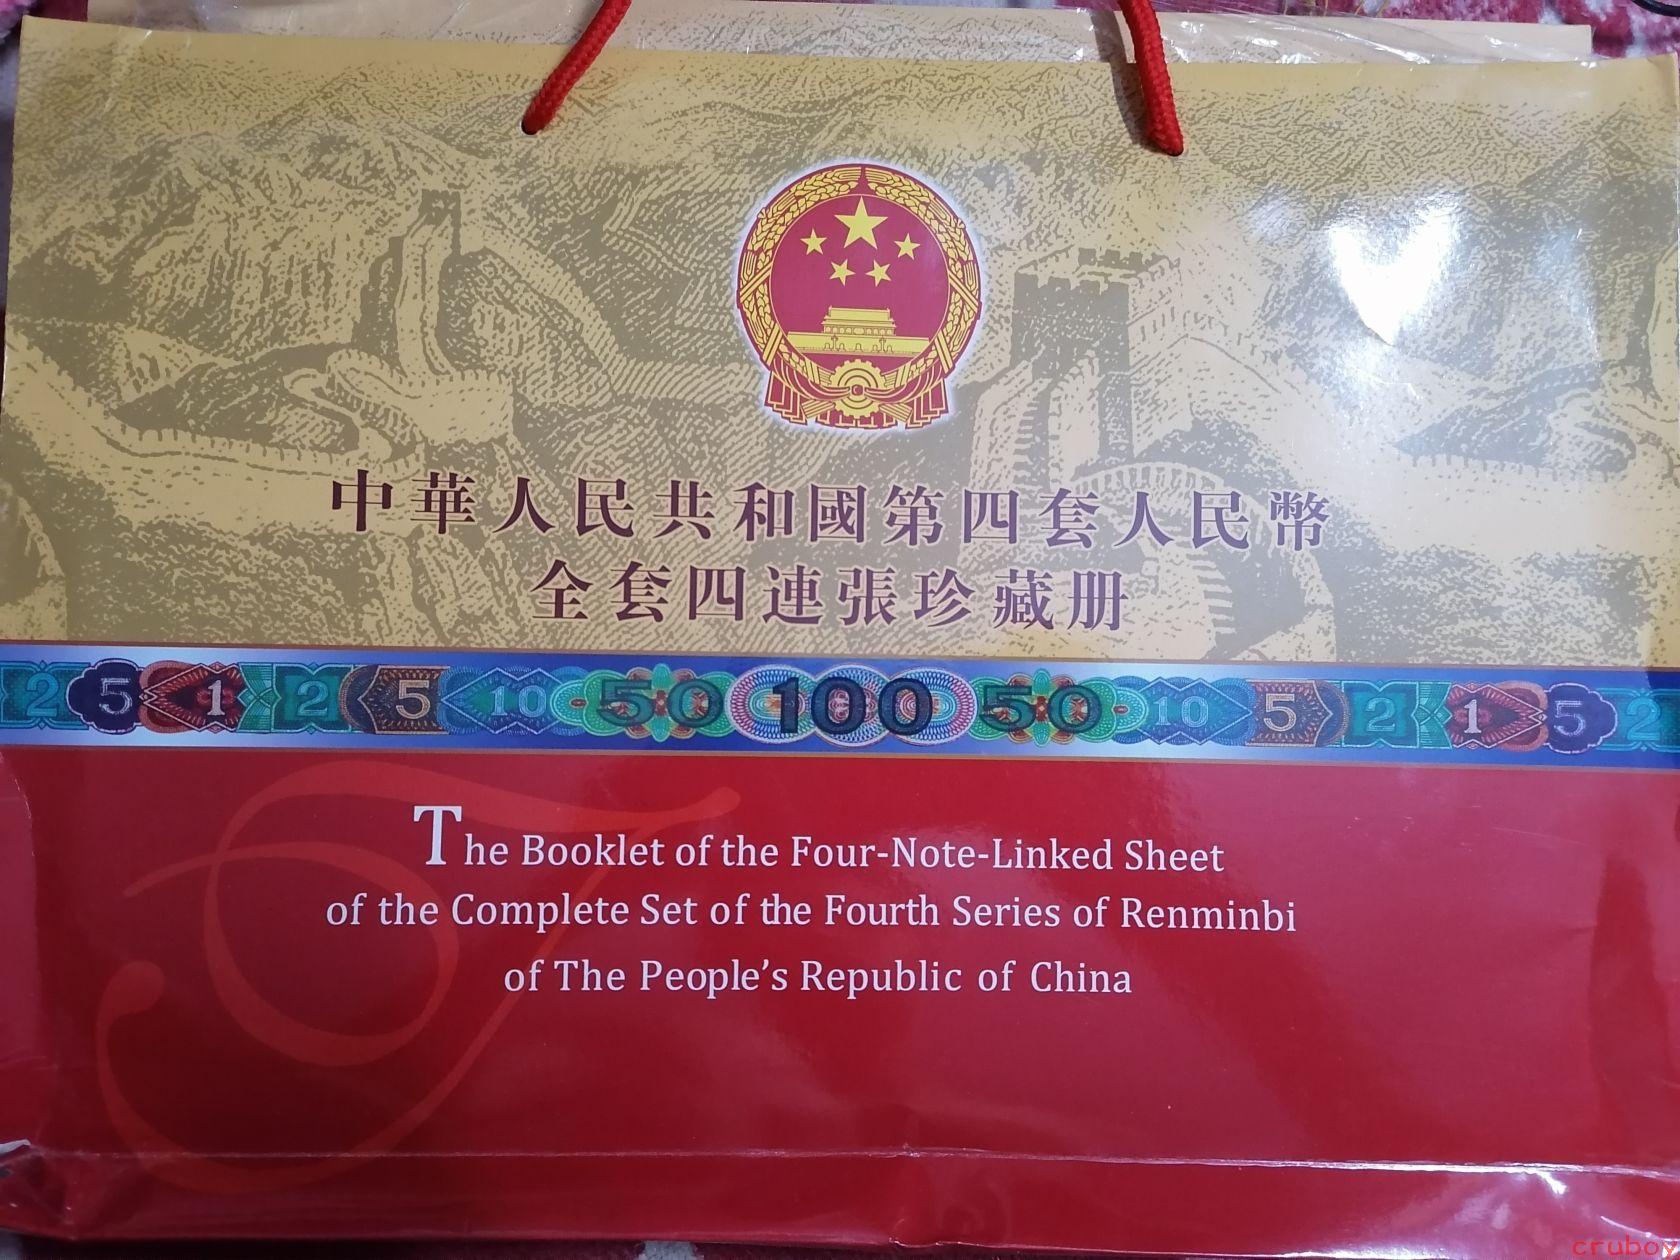 中華人民共和國第四套人民幣
全套四連張珍藏册
2 5 1 2 5 10 50 100 50 10 5 2 1 5 2
The Booklet of the Four-Note-Linked Sheet
of the Complete Set of the Fourth Series of Renminbi
of The People's Republic of China
cruboy